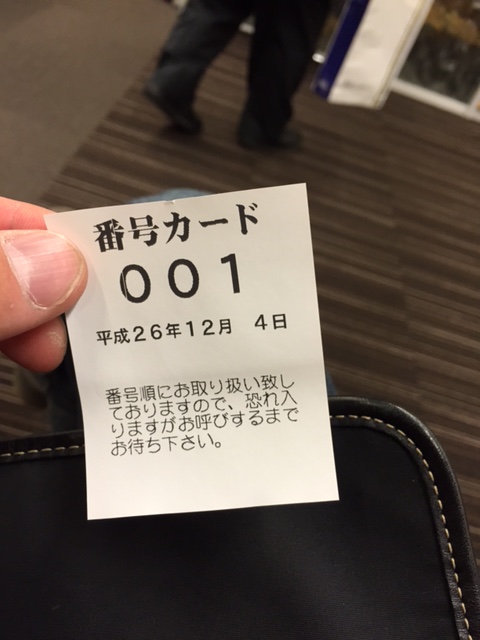 番号カード
001
平成26年12月 4日
番号順にお取り扱い致し
ておりますので、恐れ入
りますがお呼びするまで
お待ち下さい。